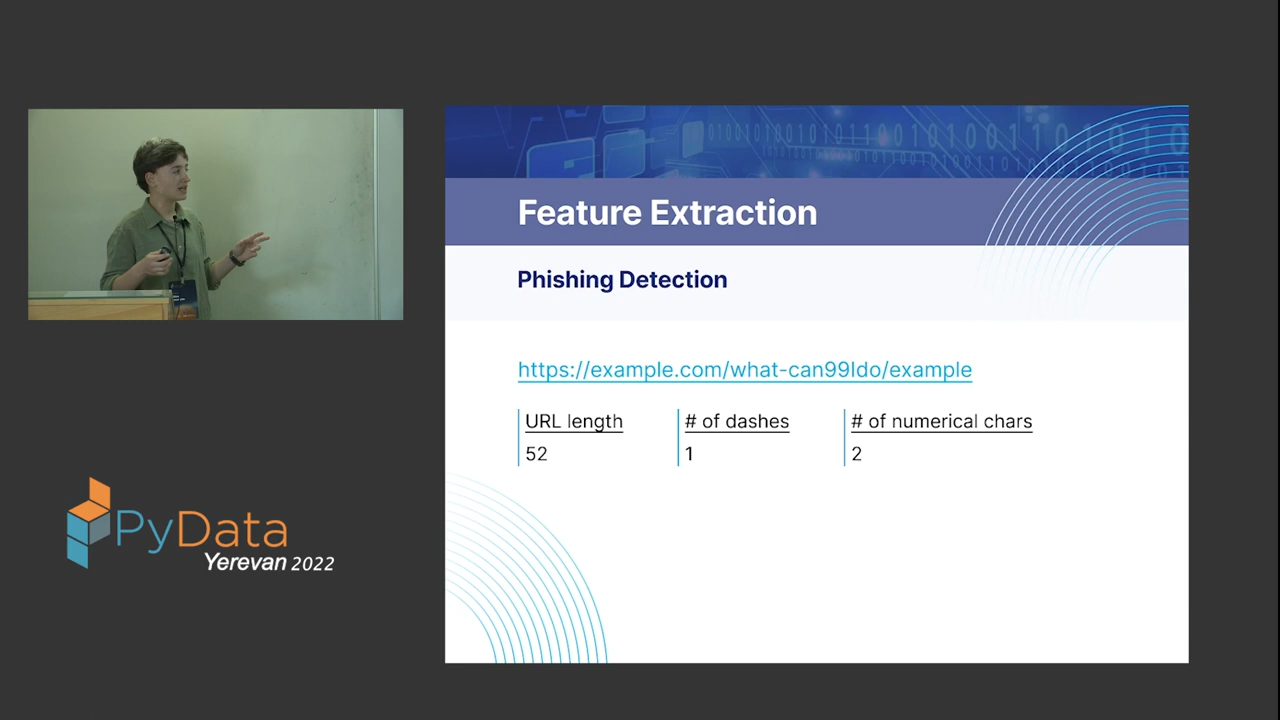 Feature Extraction
Phishing Detection
https://example.com/what-can99ldo/example
URL length
# of dashes
# of numerical chars
52
1
2
PyData
Yerevan 2022